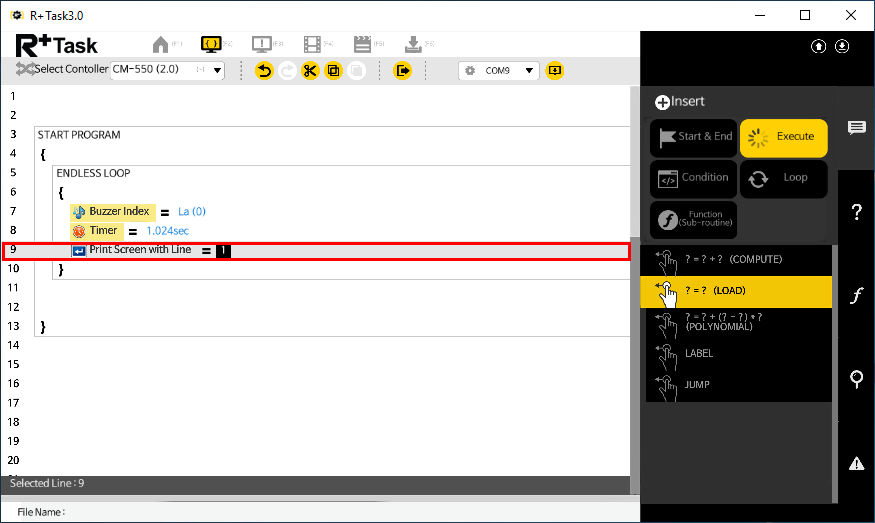 R+Task3.0
R+Task
(F1)
(F2)
(F3)
(F4)
(F5)
(F6)
Select Contoller
CM-550 (2.0)
COM9
1
2
3 START PROGRAM
4 {
5 ENDLESS LOOP
6 {
7 Buzzer Index = La (0)
8 Timer = 1.024sec
9 Print Screen with Line = 1
10 }
11
12
13 }
14
15
16
17
18
19
20
Selected Line : 9
File Name :
Insert
Start & End
Execute
Condition
Loop
Function
(Sub-routine)
? = ? + ? (COMPUTE)
? = ? (LOAD)
? = ? + (? - ?) * ?
(POLYNOMIAL)
LABEL
JUMP